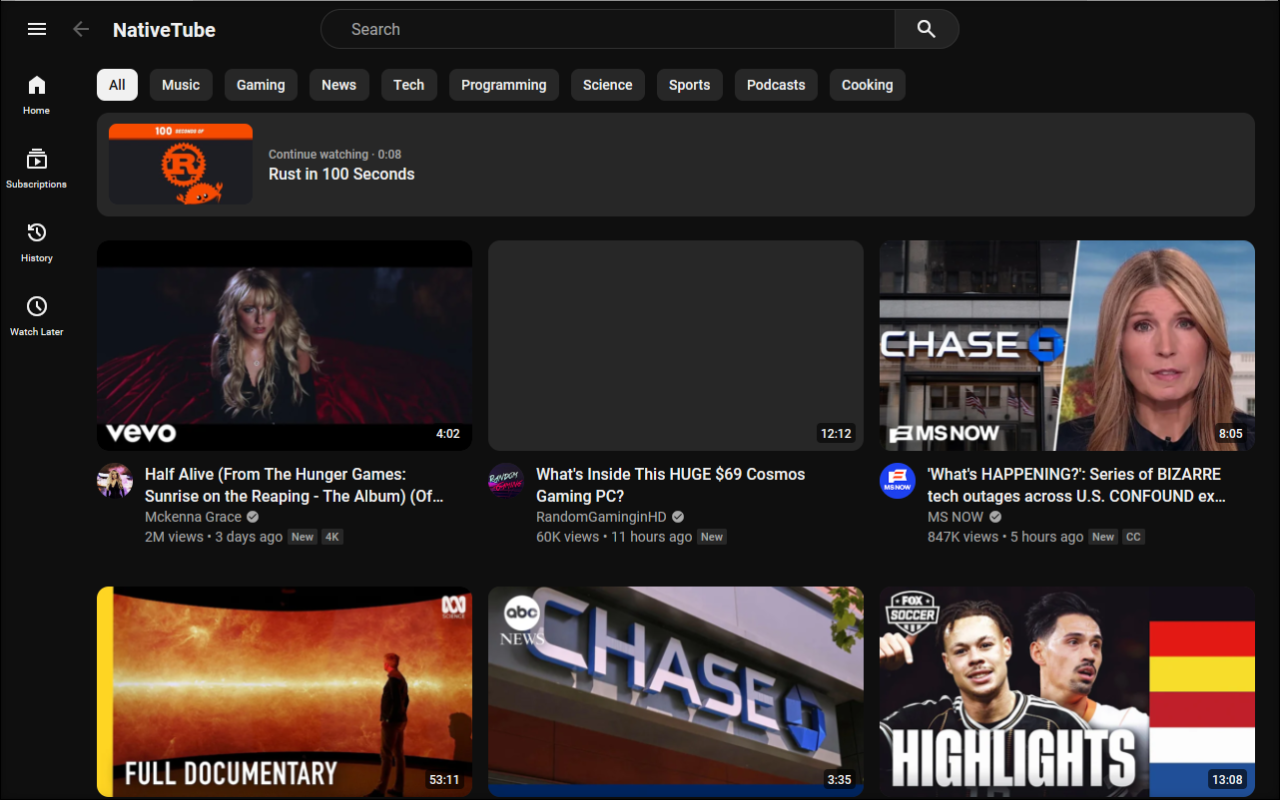 NativeTube
Search
Home
Subscriptions
History
Watch Later
All
Music
Gaming
News
Tech
Programming
Science
Sports
Podcasts
Cooking
100 SECONDS OF
R
Continue watching · 0:08
Rust in 100 Seconds
vevo
4:02
Half Alive (From The Hunger Games:
Sunrise on the Reaping - The Album) (Of...
Mckenna Grace
2M views • 3 days ago New 4K
12:12
RANDOM
GAMING
What's Inside This HUGE $69 Cosmos
Gaming PC?
RandomGaminginHD
60K views • 11 hours ago New
CHASE
MS NOW
8:05
MS NOW
'What's HAPPENING?': Series of BIZARRE
tech outages across U.S. CONFOUND ex...
MS NOW
847K views • 5 hours ago New CC
SCIENCE
FULL DOCUMENTARY
53:11
abc
NEWS
CHASE
3:35
FOX
SOCCER
HIGHLIGHTS
13:08